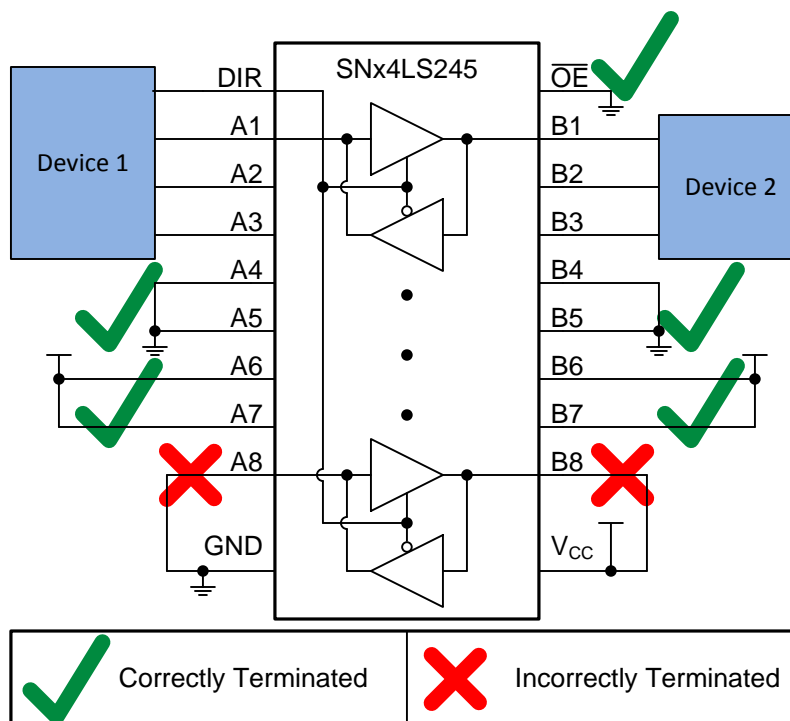 SNx4LS245
DIR
A1
A2
A3
A4
A5
A6
A7
A8
GND
OE
B1
B2
B3
B4
B5
B6
B7
B8
VCC
Device 1
Device 2
Correctly Terminated
Incorrectly Terminated